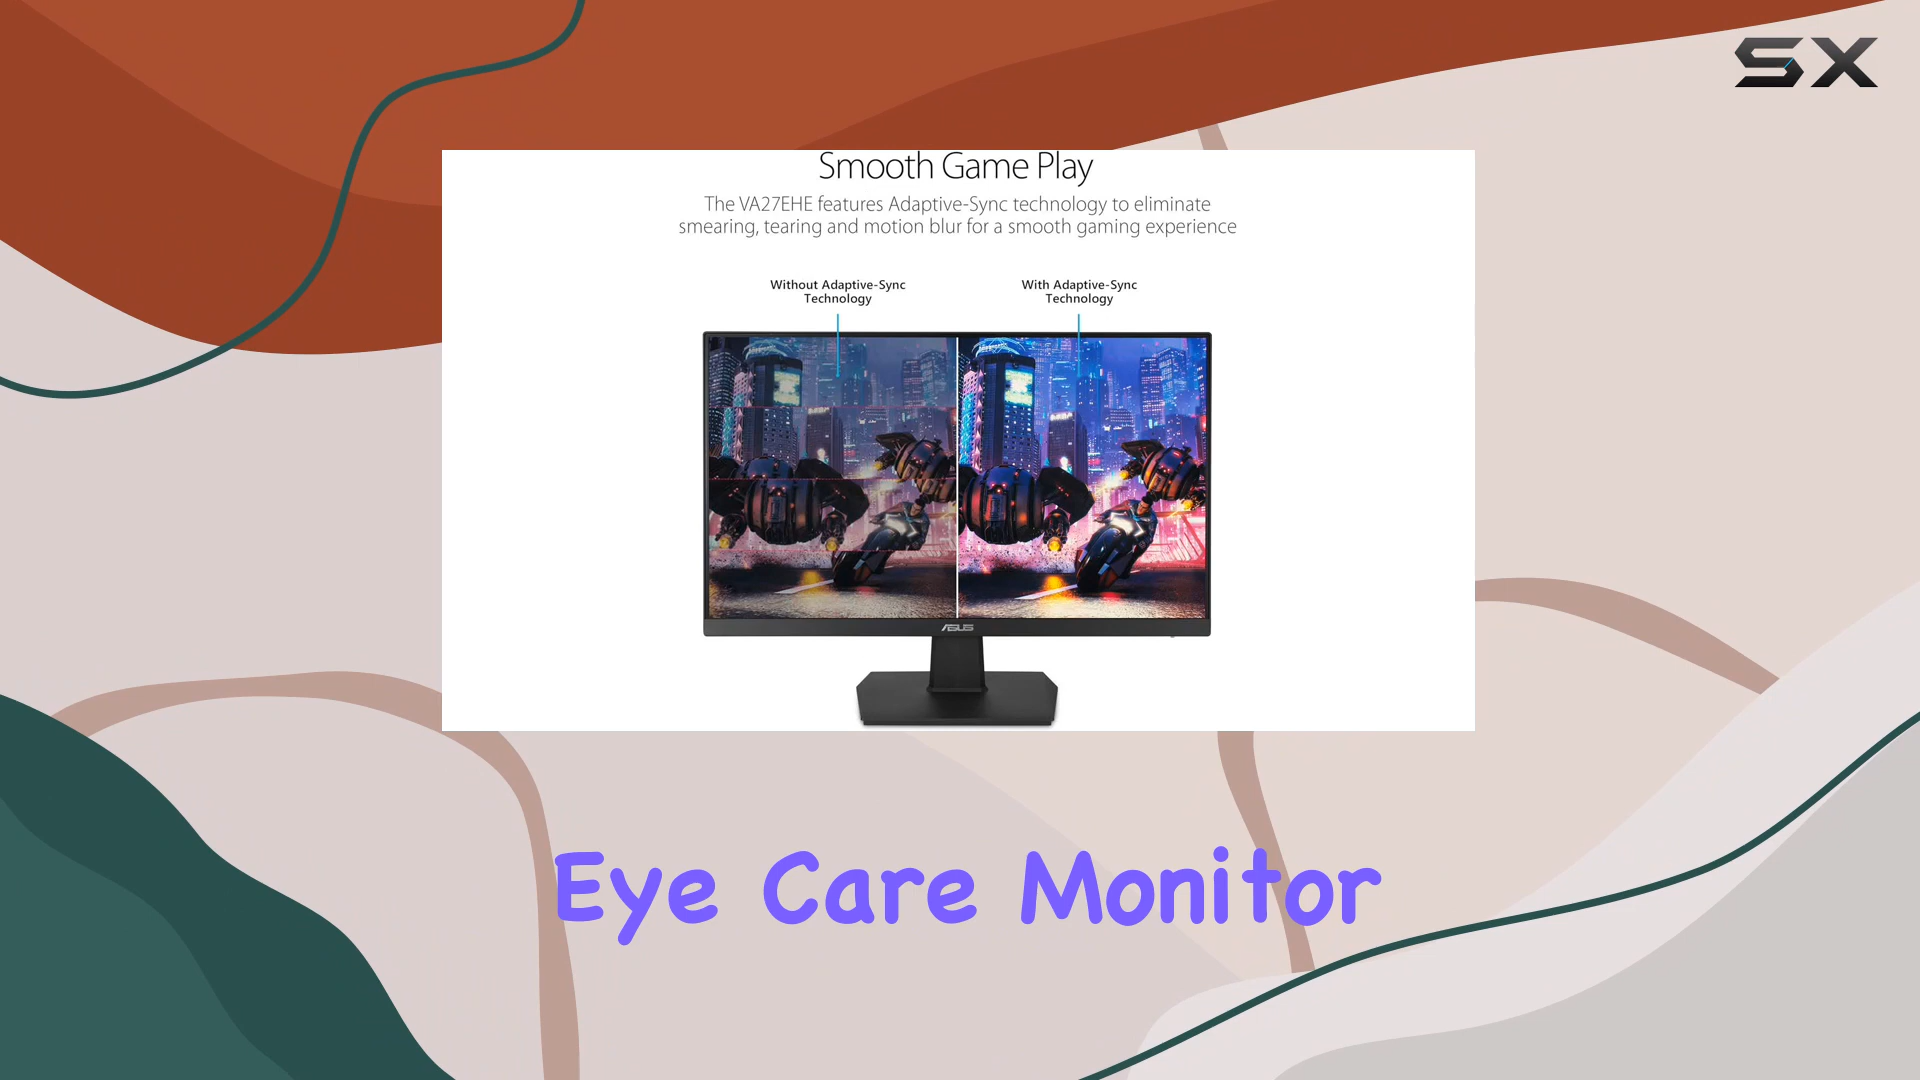 SX
Smooth Game Play
The VA27EHE features Adaptive-Sync technology to eliminate
smearing, tearing and motion blur for a smooth gaming experience
Without Adaptive-Sync
Technology
With Adaptive-Sync
Technology
ASUS
Eye Care Monitor